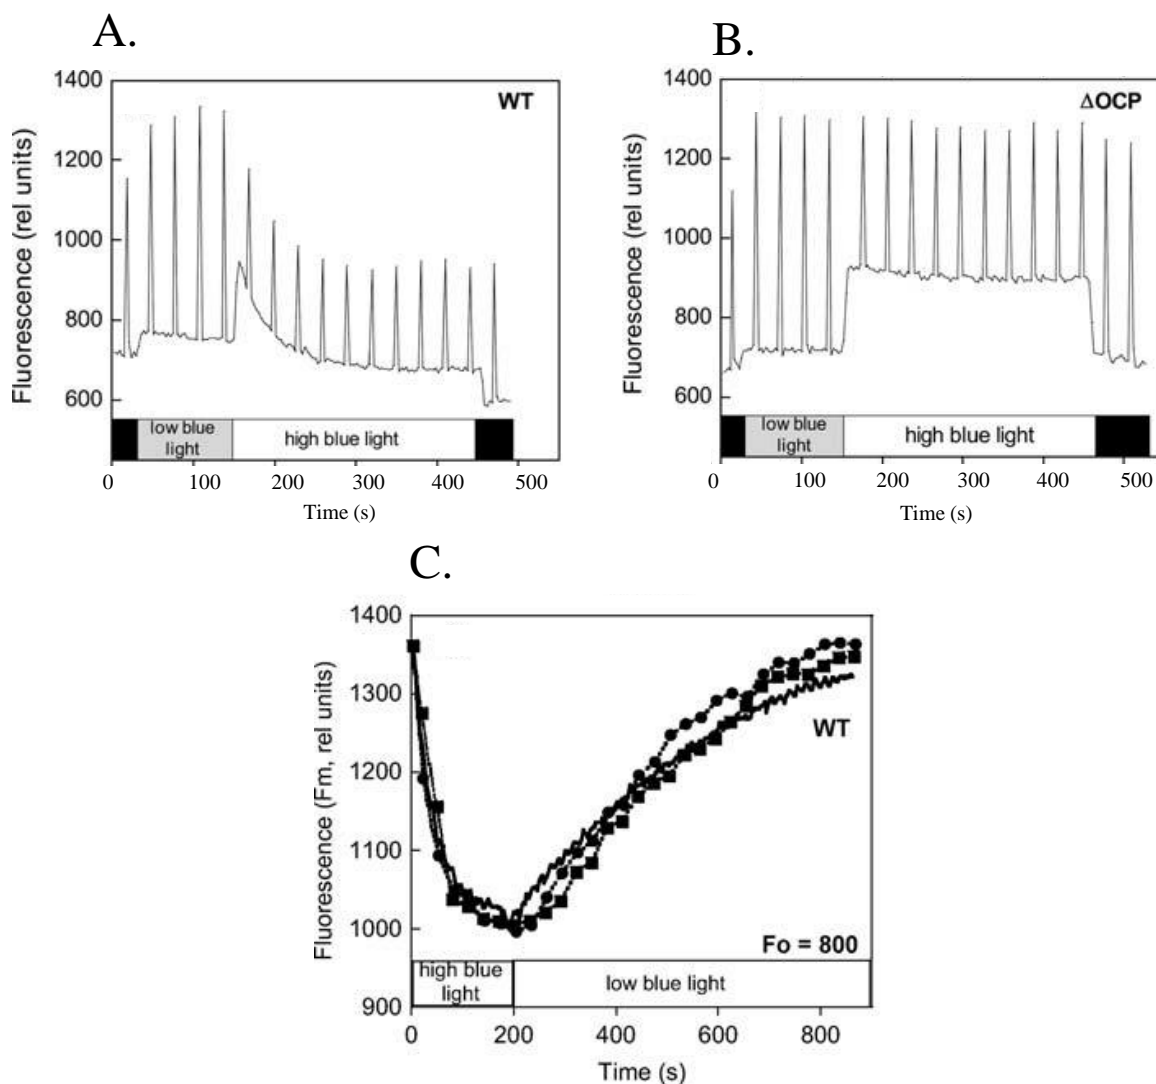 A.
1400
1200
1000
800
600
Fluorescence (rel units)
WT
low blue
light
high blue light
0 100 200 300 400 500
Time (s)
B.
1400
1200
1000
800
600
Fluorescence (rel units)
ΔOCP
low blue
light
high blue light
0 100 200 300 400 500
Time (s)
C.
1400
1300
1200
1100
1000
900
Fluorescence (Fm, rel units)
WT
Fo = 800
high blue
light
low blue light
0 200 400 600 800
Time (s)